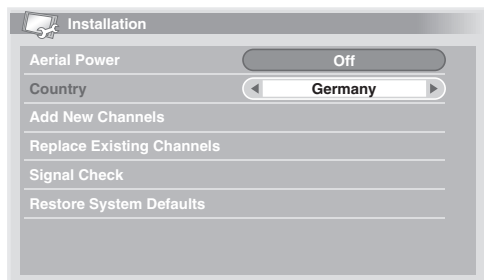 Installation
Aerial Power Off
Country Germany
Add New Channels
Replace Existing Channels
Signal Check
Restore System Defaults